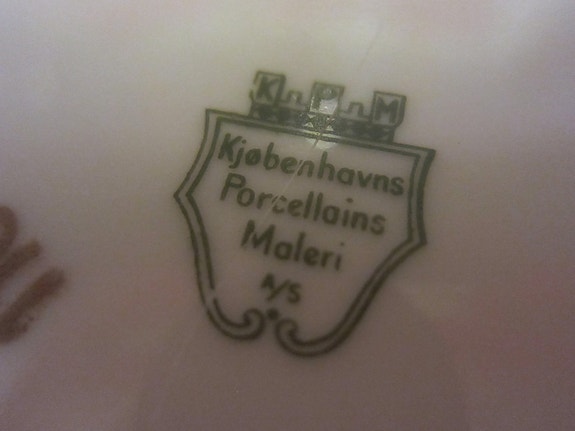 K P M
Kjøbenhavns
Porcellains
Maleri
A/S